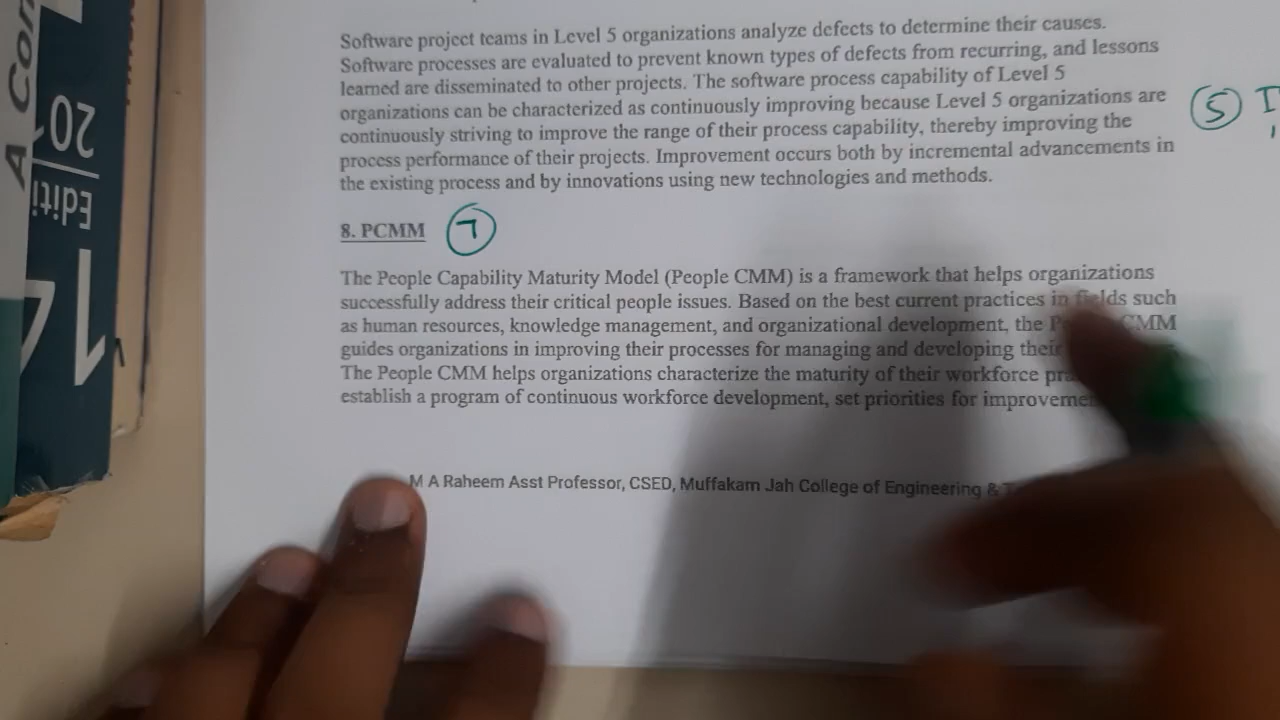 Software project teams in Level 5 organizations analyze defects to determine their causes.
Software processes are evaluated to prevent known types of defects from recurring, and lessons
learned are disseminated to other projects. The software process capability of Level 5
organizations can be characterized as continuously improving because Level 5 organizations are
continuously striving to improve the range of their process capability, thereby improving the
process performance of their projects. Improvement occurs both by incremental advancements in
the existing process and by innovations using new technologies and methods.
5 I
8. PCMM 7
The People Capability Maturity Model (People CMM) is a framework that helps organizations
successfully address their critical people issues. Based on the best current practices in fields such
as human resources, knowledge management, and organizational development, the CMM
guides organizations in improving their processes for managing and developing their
The People CMM helps organizations characterize the maturity of their workforce
establish a program of continuous workforce development, set priorities for
M A Raheem Asst Professor, CSED, Muffakam Jah College of Engineering &
A Con
20
Editi